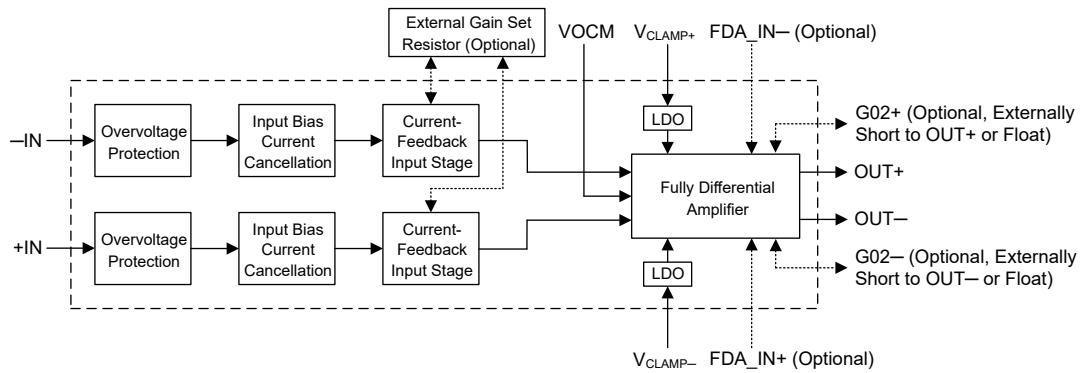 External Gain Set
Resistor (Optional)
VOCM
VCLAMP+
FDA_IN— (Optional)
—IN
Overvoltage
Protection
Input Bias
Current
Cancellation
Current-
Feedback
Input Stage
LDO
G02+ (Optional, Externally
Short to OUT+ or Float)
Fully Differential
Amplifier
OUT+
OUT—
+IN
Overvoltage
Protection
Input Bias
Current
Cancellation
Current-
Feedback
Input Stage
LDO
G02— (Optional, Externally
Short to OUT— or Float)
VCLAMP—
FDA_IN+ (Optional)